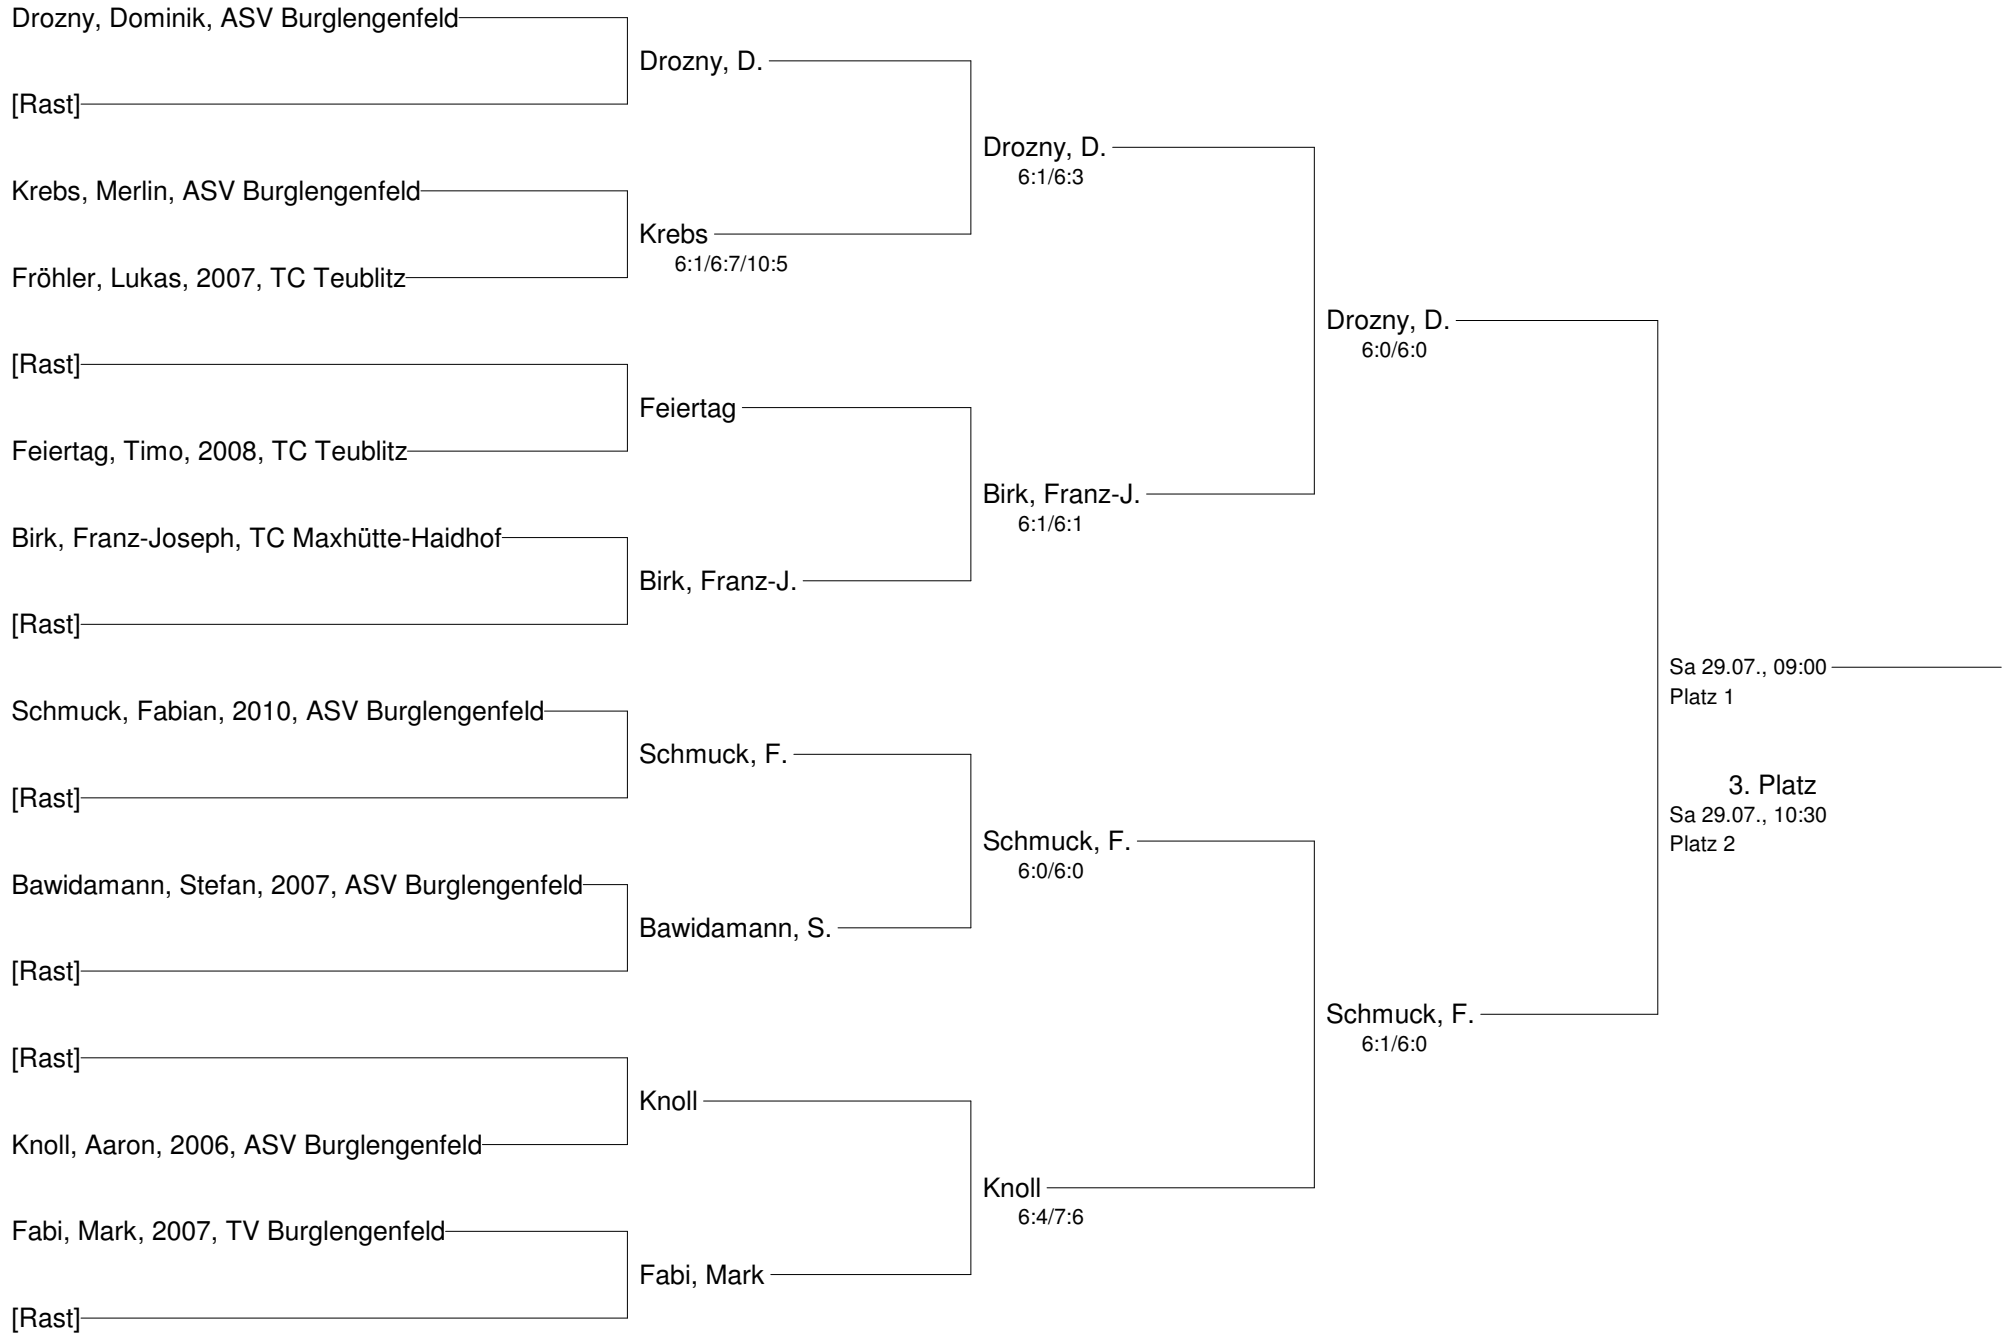 Drozny, Dominik, ASV Burglengenfeld
[Rast]
Krebs, Merlin, ASV Burglengenfeld
Fröhler, Lukas, 2007, TC Teublitz
[Rast]
Feiertag, Timo, 2008, TC Teublitz
Birk, Franz-Joseph, TC Maxhütte-Haidhof
[Rast]
Schmuck, Fabian, 2010, ASV Burglengenfeld
[Rast]
Bawidamann, Stefan, 2007, ASV Burglengenfeld
[Rast]
[Rast]
Knoll, Aaron, 2006, ASV Burglengenfeld
Fabi, Mark, 2007, TV Burglengenfeld
[Rast]
Drozny, D.
Krebs
6:1/6:7/10:5
Feiertag
Birk, Franz-J.
Schmuck, F.
Bawidamann, S.
Knoll
Fabi, Mark
Drozny, D.
6:1/6:3
Birk, Franz-J.
6:1/6:1
Schmuck, F.
6:0/6:0
Knoll
6:4/7:6
Drozny, D.
6:0/6:0
Schmuck, F.
6:1/6:0
Sa 29.07., 09:00
Platz 1
3. Platz
Sa 29.07., 10:30
Platz 2